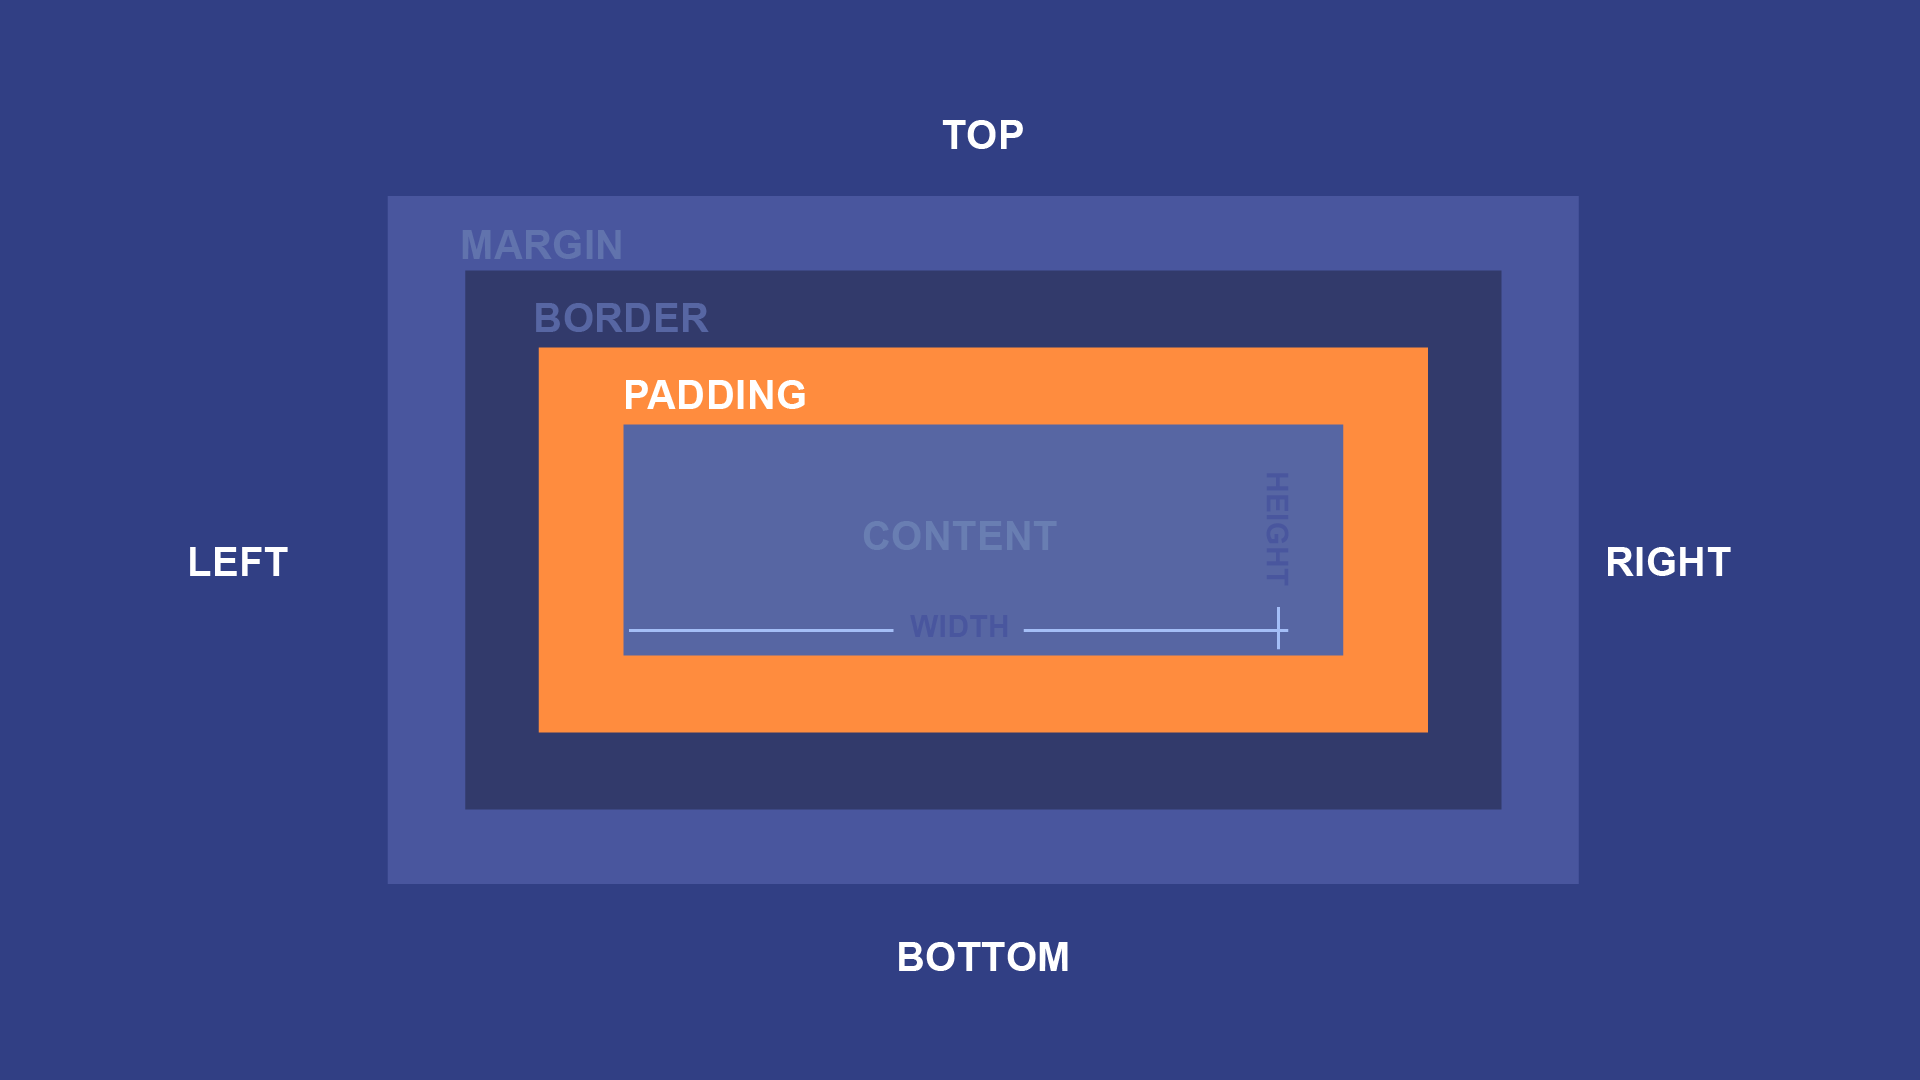 TOP
MARGIN
BORDER
PADDING
HEIGHT
CONTENT
LEFT
RIGHT
WIDTH
BOTTOM